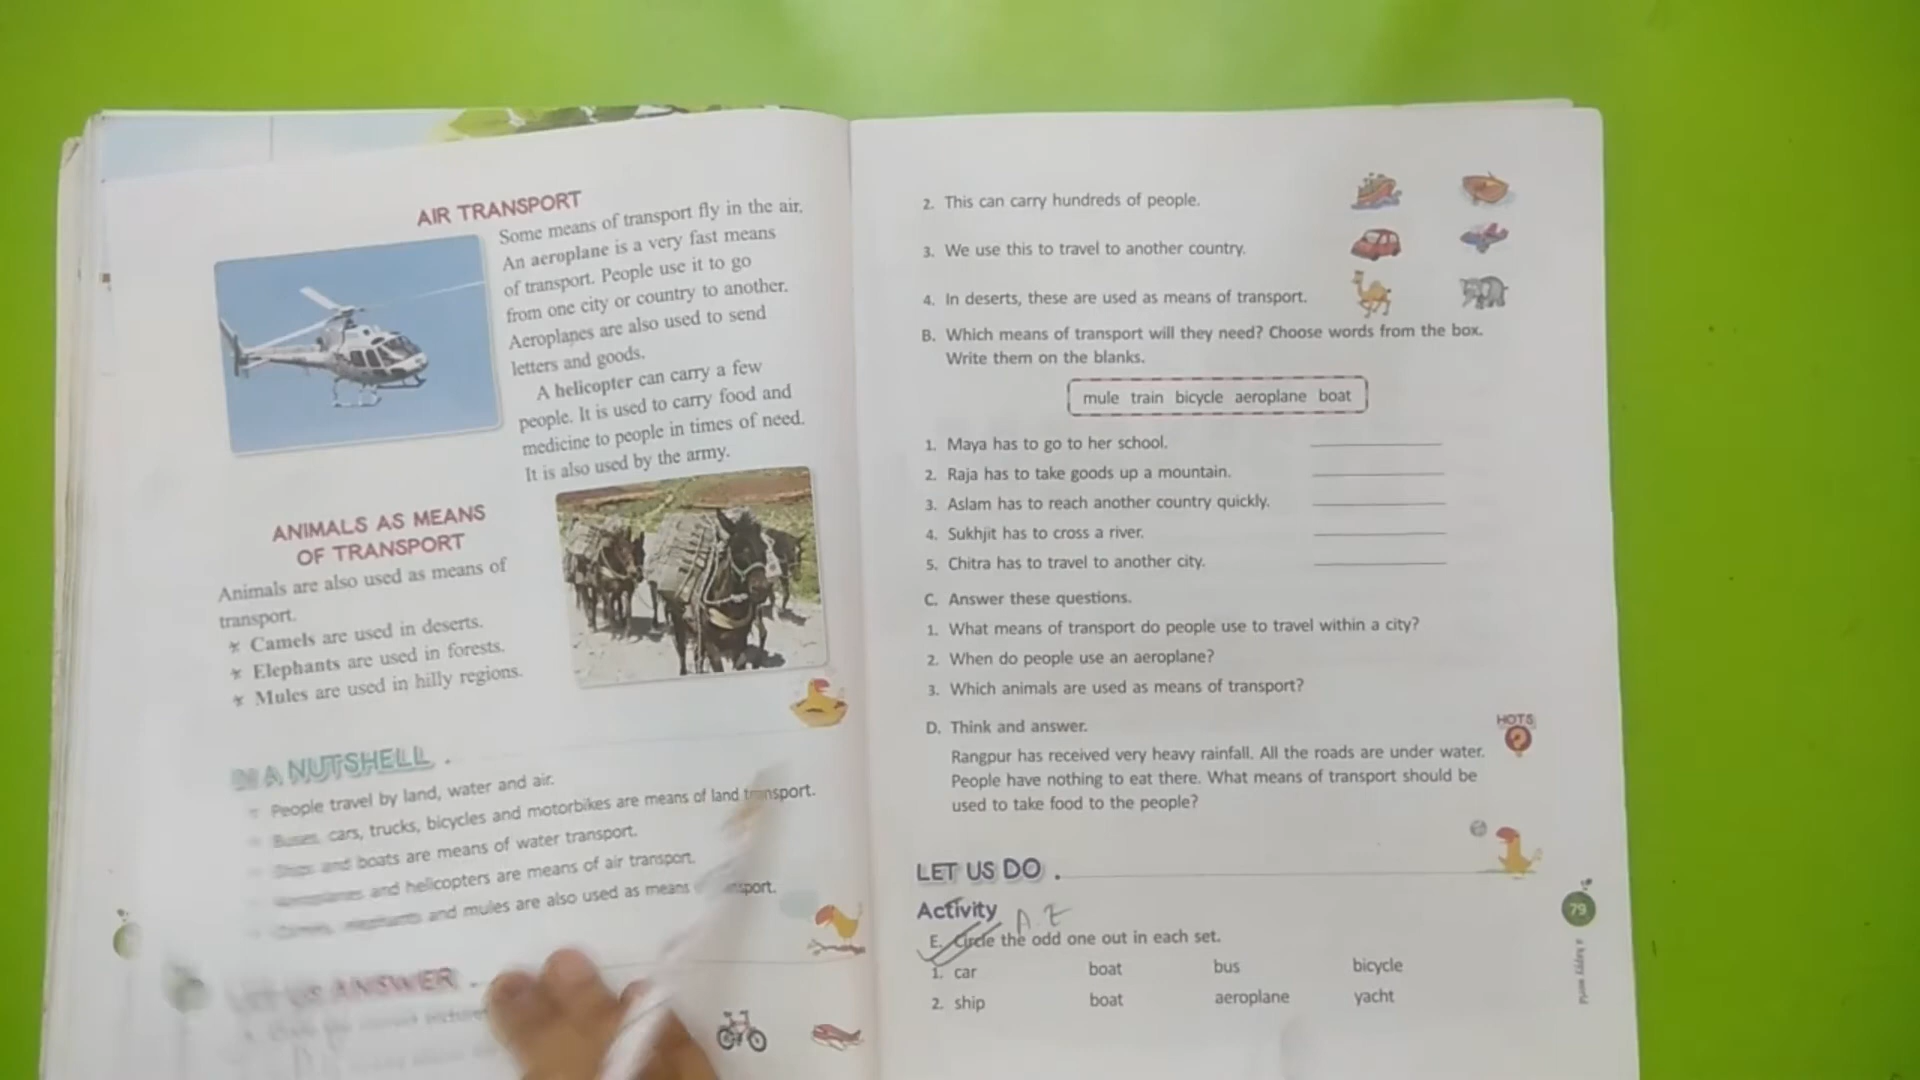 AIR TRANSPORT
Some means of transport fly in the air.
An aeroplane is a very fast means
of transport. People use it to go
from one city or country to another.
Aeroplanes are also used to send
letters and goods.
A helicopter can carry a few
people. It is used to carry food and
medicine to people in times of need.
It is also used by the army.
ANIMALS AS MEANS
OF TRANSPORT
Animals are also used as means of
transport.
Camels are used in deserts.
Elephants are used in forests.
Mules are used in hilly regions.
IN A NUTSHELL
People travel by land, water and air.
Buses, cars, trucks, bicycles and motorbikes are means of land transport.
Ships and boats are means of water transport.
Aeroplanes and helicopters are means of air transport.
and mules are also used as means
LET US ANSWER
2. This can carry hundreds of people.
3. We use this to travel to another country.
4. In deserts, these are used as means of transport.
B. Which means of transport will they need? Choose words from the box.
Write them on the blanks.
mule train bicycle aeroplane boat
1. Maya has to go to her school.
2. Raja has to take goods up a mountain.
3. Aslam has to reach another country quickly.
4. Sukhjit has to cross a river.
5. Chitra has to travel to another city.
C. Answer these questions.
1. What means of transport do people use to travel within a city?
2. When do people use an aeroplane?
3. Which animals are used as means of transport?
D. Think and answer.
HOTS
Rangpur has received very heavy rainfall. All the roads are under water.
People have nothing to eat there. What means of transport should be
used to take food to the people?
LET US DO
Activity
E. Circle the odd one out in each set.
1. car boat bus bicycle
2. ship boat aeroplane yacht
79